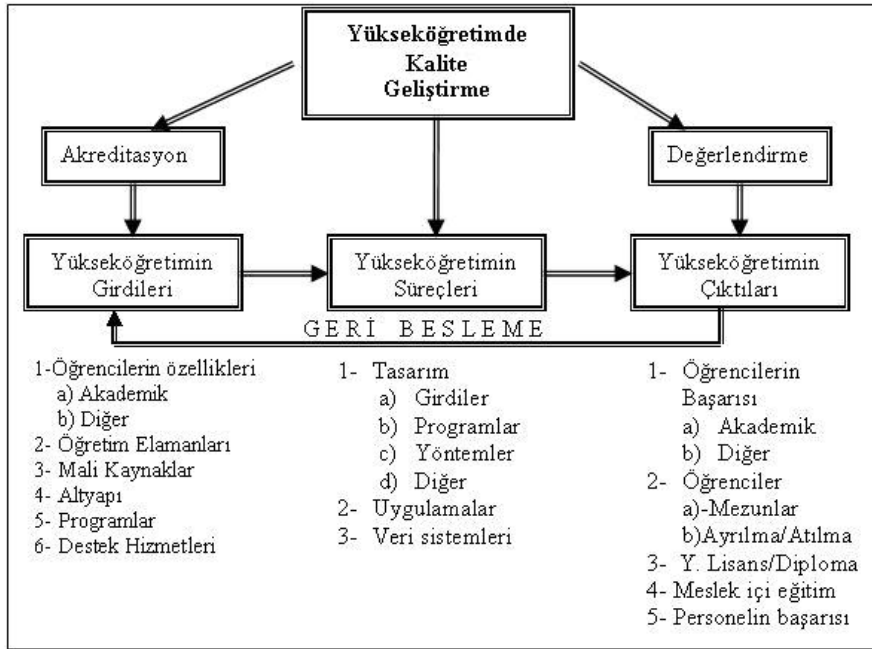 Yükseköğretimde
Kalite
Geliştirme
Akreditasyon
Değerlendirme
Yükseköğretimin
Girdileri
Yükseköğretimin
Süreçleri
Yükseköğretimin
Çıktıları
GERİ BESLEME
1-Öğrencilerin özellikleri
a) Akademik
b) Diğer
2- Öğretim Elamanları
3- Mali Kaynaklar
4- Altyapı
5- Programlar
6- Destek Hizmetleri
1- Tasarım
a) Girdiler
b) Programlar
c) Yöntemler
d) Diğer
2- Uygulamalar
3- Veri sistemleri
1- Öğrencilerin
Başarısı
a) Akademik
b) Diğer
2- Öğrenciler
a)-Mezunlar
b)Ayrılma/Atılma
3- Y. Lisans/Diploma
4- Meslek içi eğitim
5- Personelin başarısı